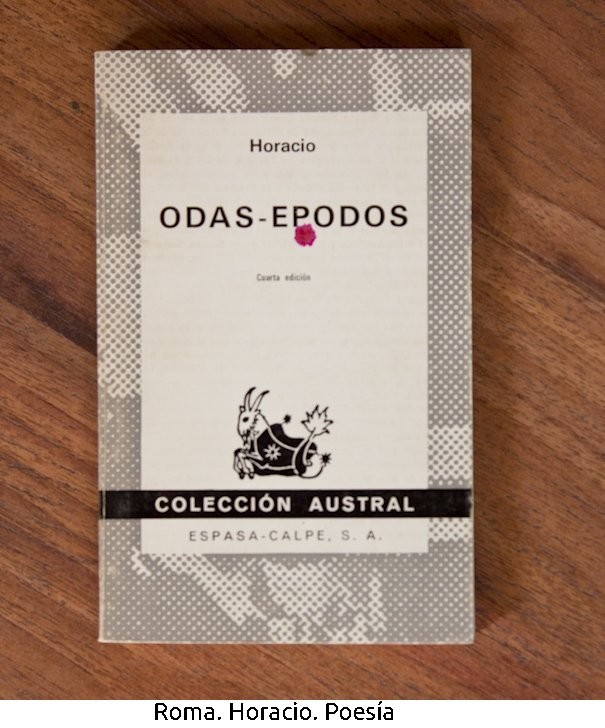 Horacio
ODAS-EPODOS
Cuarta edición
COLECCIÓN AUSTRAL
ESPASA-CALPE, S. A.
Roma. Horacio. Poesía